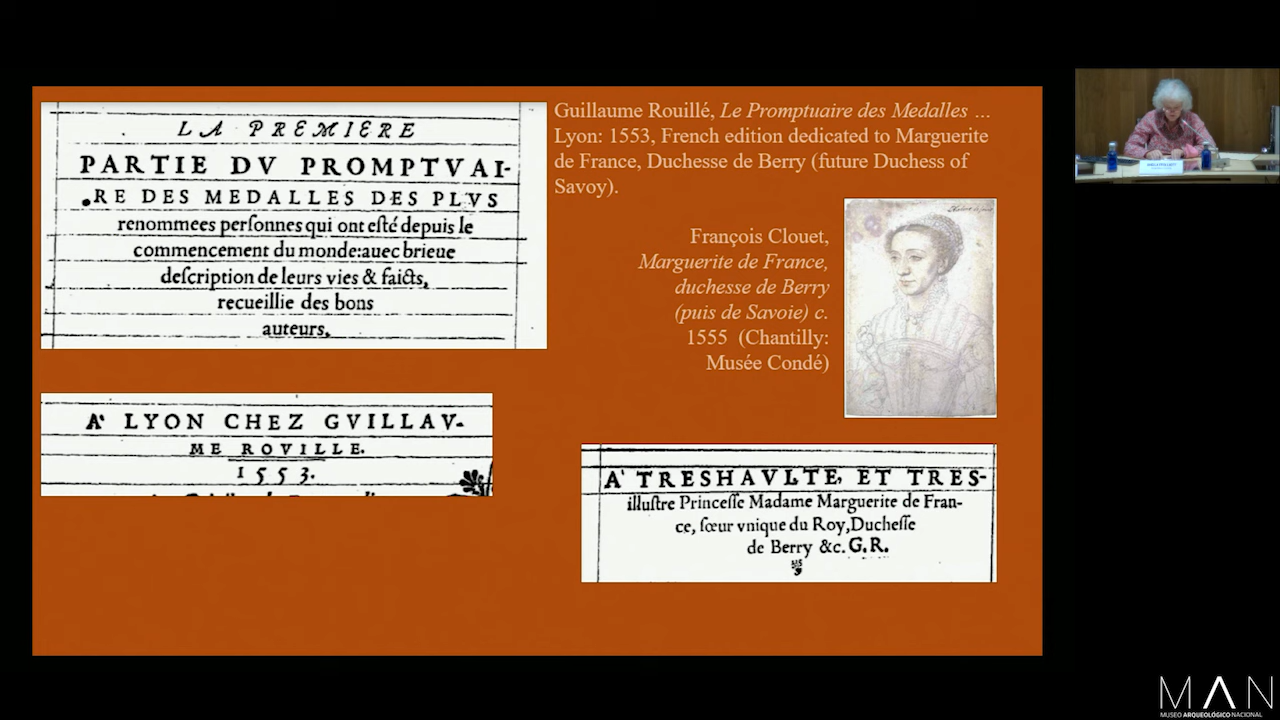 LA PREMIERE
PARTIE DV PROMPTVAI-
RE DES MEDALLES DES PLVS
renommees perſonnes qui ont eſté depuis le
commencement du monde:auec brieue
deſcription de leurs vies & faicts,
recueillie des bons
auteurs.
Guillaume Rouillé, Le Promptuaire des Medalles ...
Lyon: 1553, French edition dedicated to Marguerite
de France, Duchesse de Berry (future Duchess of
Savoy).
François Clouet,
Marguerite de France,
duchesse de Berry
(puis de Savoie) c.
1555 (Chantilly:
Musée Condé)
A' LYON CHEZ GVILLAV-
ME ROVILLE.
1553.
A' TRESHAVLTE, ET TRES-
illuſtre Princeſſe Madame Marguerite de Fran-
ce, ſœur vnique du Roy,Ducheſſe
de Berry &c. G.R.
MAN
MUSEO ARQUEOLÓGICO NACIONAL